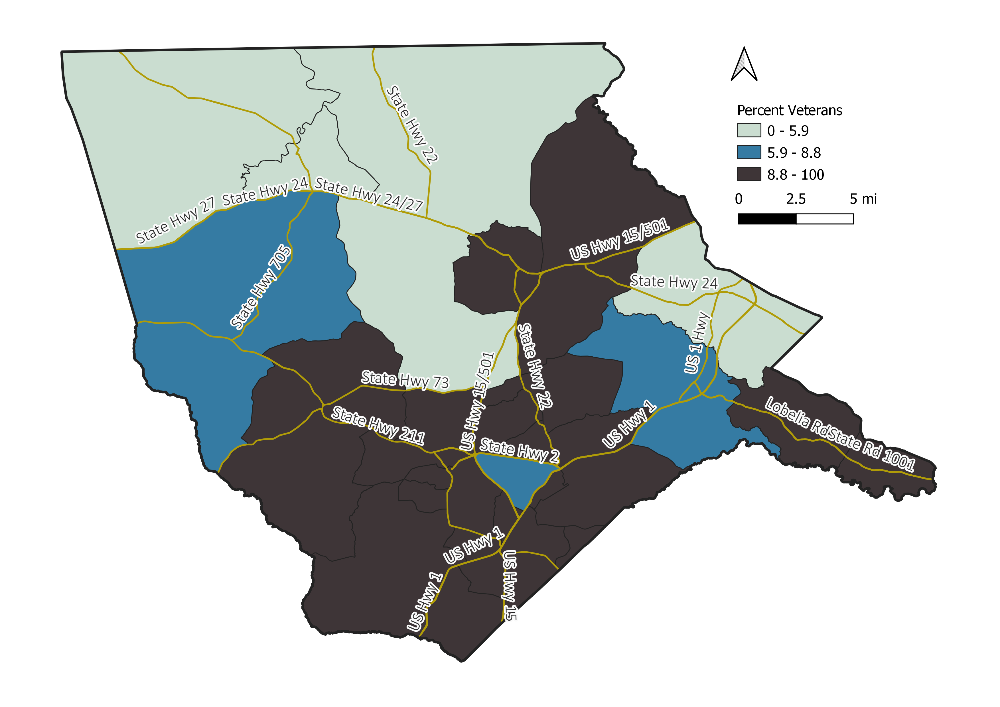 State Hwy 22
Percent Veterans
0 - 5.9
5.9 - 8.8
8.8 - 100
0 2.5 5 mi
State Hwy 27
State Hwy 24
State Hwy 24/27
US Hwy 15/501
State Hwy 705
State Hwy 24
US 1 Hwy
State Hwy 22
State Hwy 73
US Hwy 15/501
State Hwy 211
US Hwy 1
Lobelia Rd
State Rd 1001
State Hwy 2
US Hwy 1
US Hwy 1
US Hwy 15